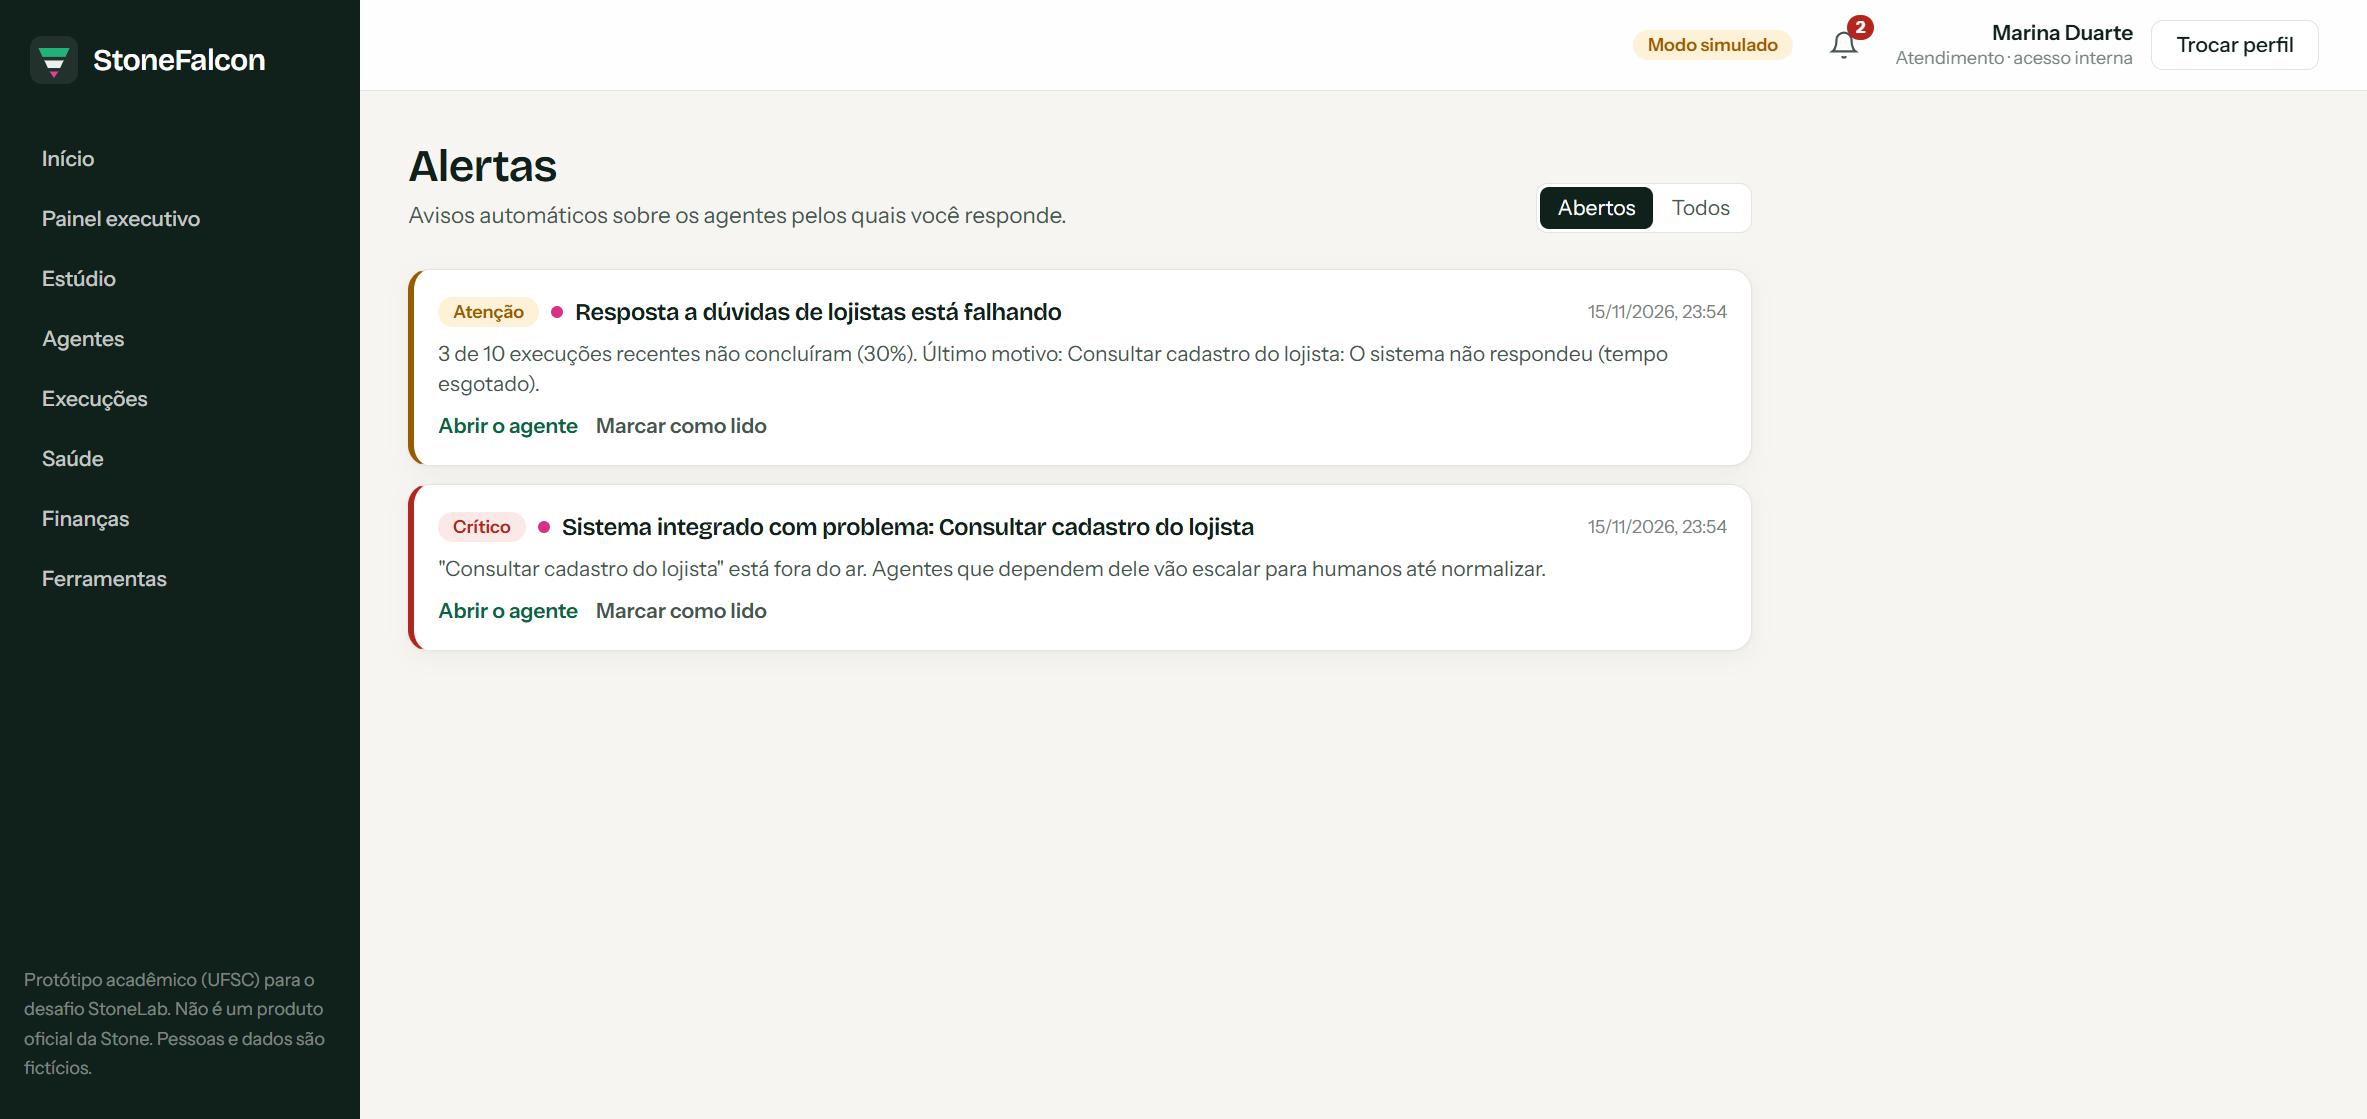 StoneFalcon
Início
Painel executivo
Estúdio
Agentes
Execuções
Saúde
Finanças
Ferramentas
Protótipo acadêmico (UFSC) para o
desafio StoneLab. Não é um produto
oficial da Stone. Pessoas e dados são
fictícios.
Modo simulado
2
Marina Duarte
Atendimento · acesso interna
Trocar perfil
Alertas
Avisos automáticos sobre os agentes pelos quais você responde.
Abertos
Todos
Atenção
Resposta a dúvidas de lojistas está falhando
15/11/2026, 23:54
3 de 10 execuções recentes não concluíram (30%). Último motivo: Consultar cadastro do lojista: O sistema não respondeu (tempo
esgotado).
Abrir o agente
Marcar como lido
Crítico
Sistema integrado com problema: Consultar cadastro do lojista
15/11/2026, 23:54
"Consultar cadastro do lojista" está fora do ar. Agentes que dependem dele vão escalar para humanos até normalizar.
Abrir o agente
Marcar como lido